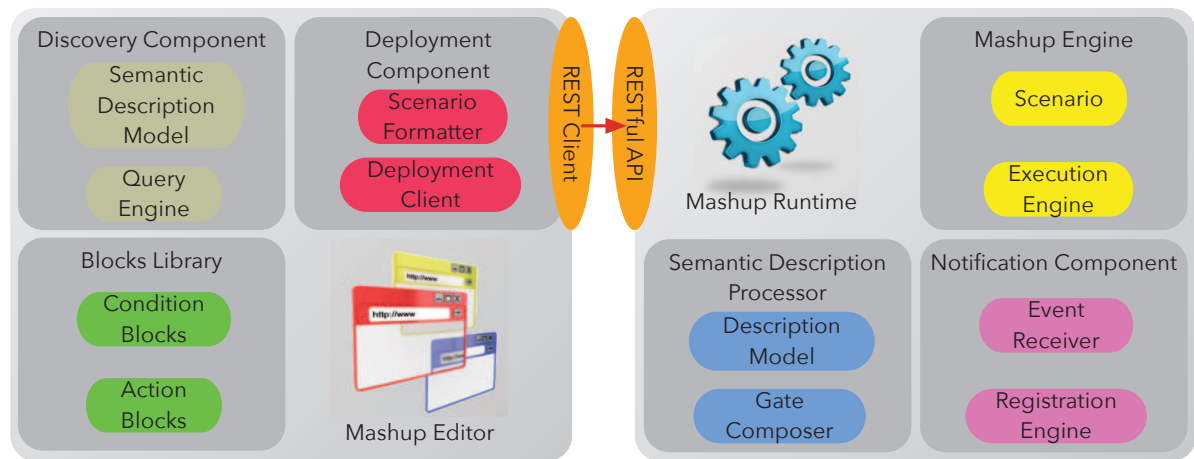 Discovery Component
Semantic
Description
Model
Query
Engine
Deployment
Component
Scenario
Formatter
Deployment
Client
Blocks Library
Condition
Blocks
Action
Blocks
http://www
http://www
http://www
Mashup Editor
REST Client
RESTful API
Mashup Runtime
Mashup Engine
Scenario
Execution
Engine
Semantic Description
Processor
Description
Model
Gate
Composer
Notification Component
Event
Receiver
Registration
Engine